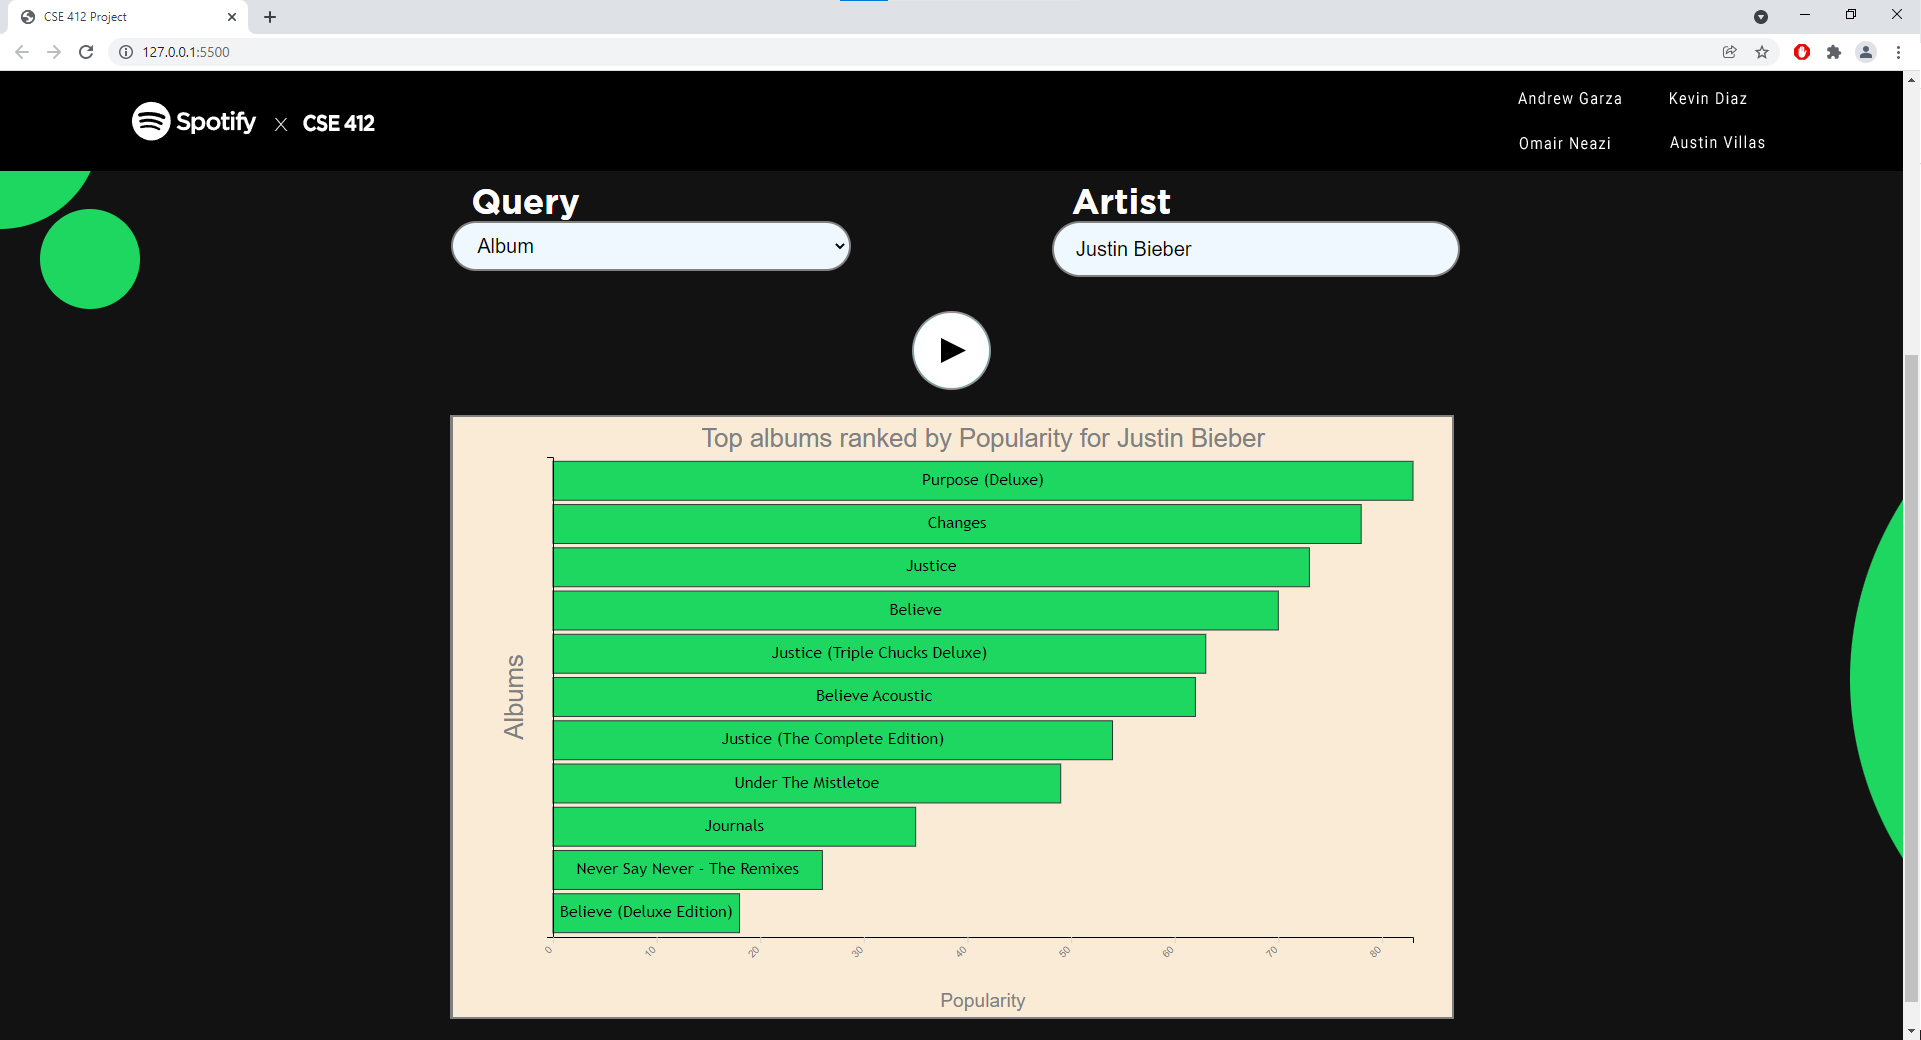 CSE 412 Project
127.0.0.1:5500
Spotify X CSE 412
Andrew Garza Kevin Diaz
Omair Neazi Austin Villas
Query Artist
Album Justin Bieber
Top albums ranked by Popularity for Justin Bieber
Purpose (Deluxe)
Changes
Justice
Believe
Justice (Triple Chucks Deluxe)
Believe Acoustic
Justice (The Complete Edition)
Under The Mistletoe
Journals
Never Say Never - The Remixes
Believe (Deluxe Edition)
Albums
0 10 20 30 40 50 60 70 80
Popularity